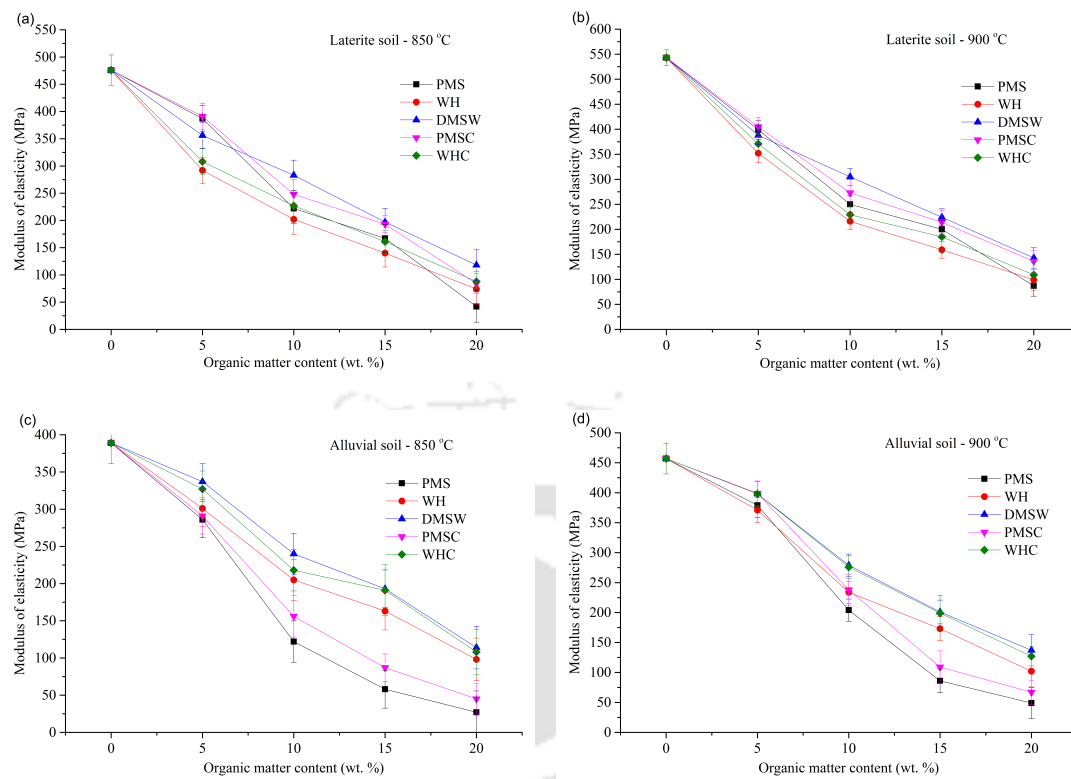 (a)
Laterite soil - 850 °C
PMS
WH
DMSW
PMSC
WHC
Modulus of elasticity (MPa)
550
500
450
400
350
300
250
200
150
100
50
0
0 5 10 15 20
Organic matter content (wt. %)
(b)
Laterite soil - 900 °C
PMS
WH
DMSW
PMSC
WHC
Modulus of elasticity (MPa)
600
550
500
450
400
350
300
250
200
150
100
50
0
0 5 10 15 20
Organic matter content (wt. %)
(c)
Alluvial soil - 850 °C
PMS
WH
DMSW
PMSC
WHC
Modulus of elasticity (MPa)
400
350
300
250
200
150
100
50
0
0 5 10 15 20
Organic matter content (wt. %)
(d)
Alluvial soil - 900 °C
PMS
WH
DMSW
PMSC
WHC
Modulus of elasticity (MPa)
500
450
400
350
300
250
200
150
100
50
0
0 5 10 15 20
Organic matter content (wt. %)